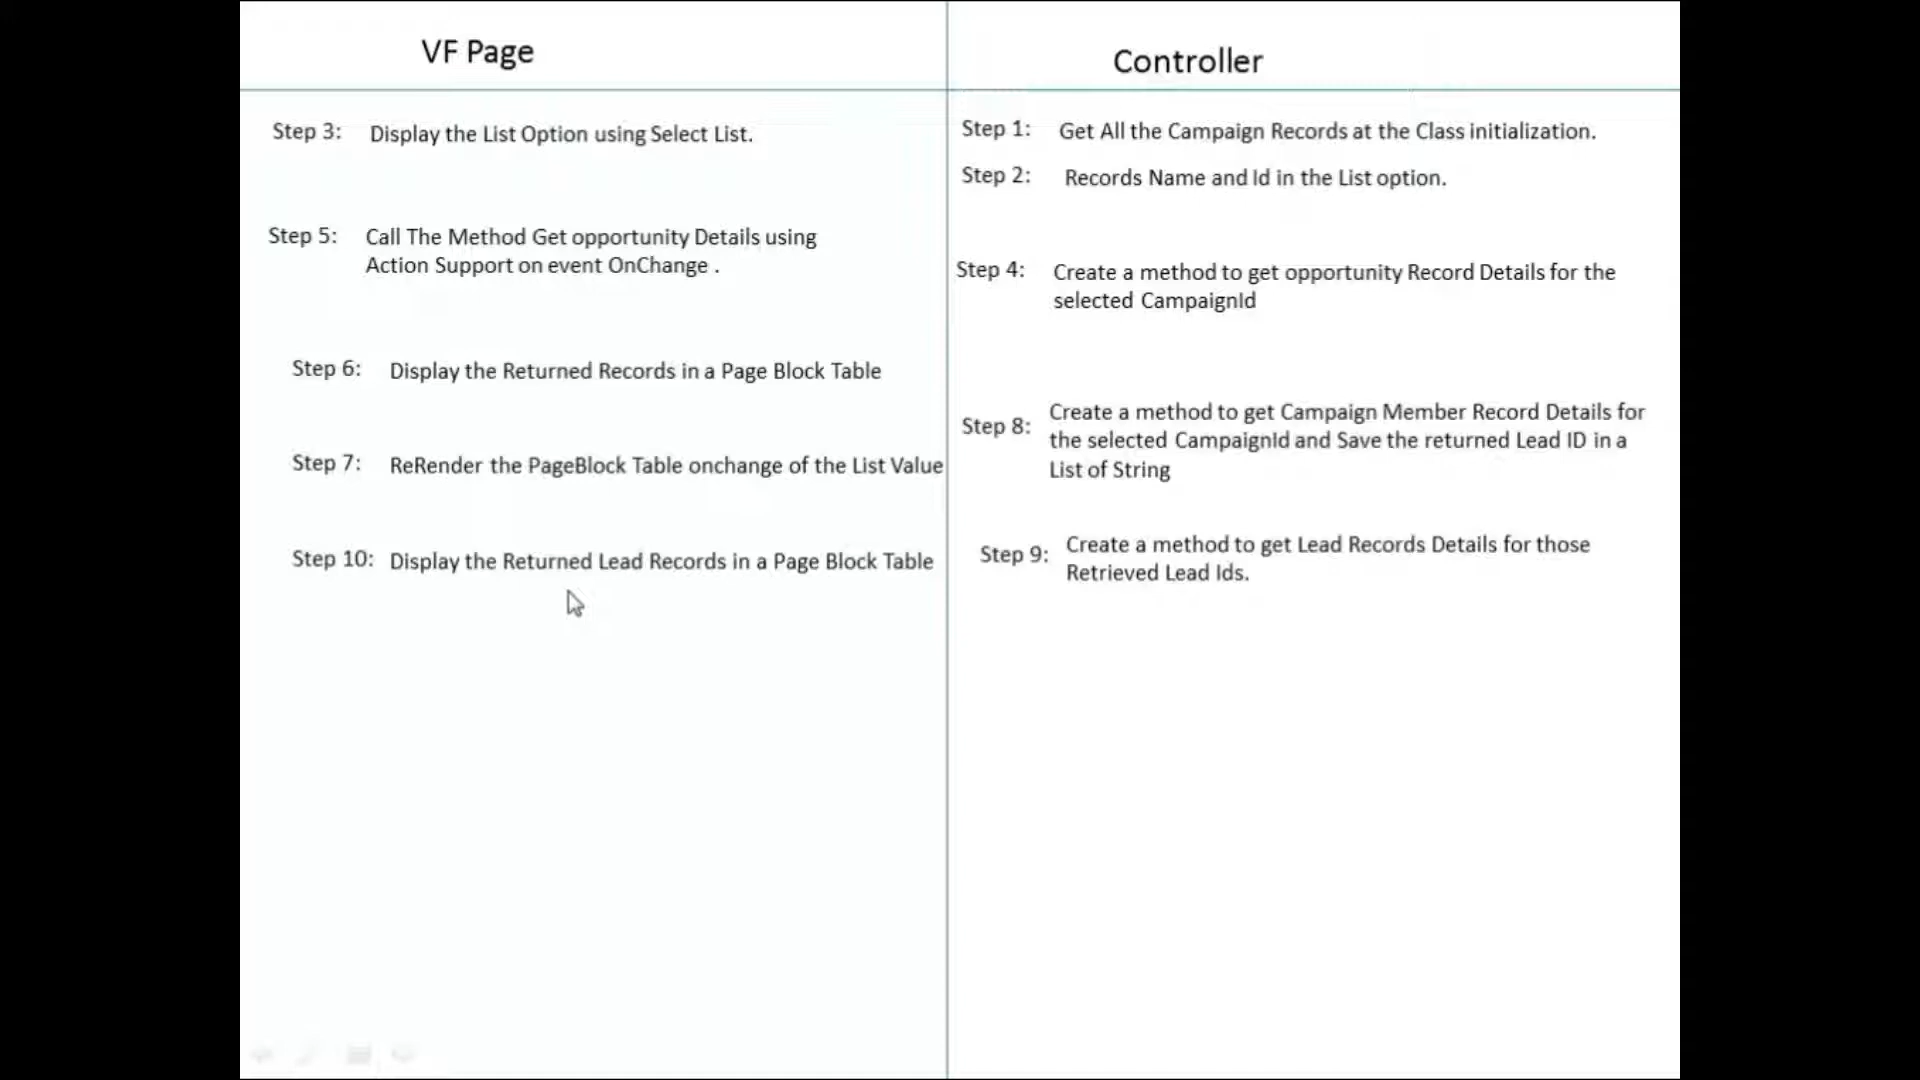 VF Page
Step 3: Display the List Option using Select List.
Step 5: Call The Method Get opportunity Details using
Action Support on event OnChange .
Step 6: Display the Returned Records in a Page Block Table
Step 7: ReRender the PageBlock Table onchange of the List Value
Step 10: Display the Returned Lead Records in a Page Block Table
Controller
Step 1: Get All the Campaign Records at the Class initialization.
Step 2: Records Name and Id in the List option.
Step 4: Create a method to get opportunity Record Details for the
selected CampaignId
Step 8: Create a method to get Campaign Member Record Details for
the selected CampaignId and Save the returned Lead ID in a
List of String
Step 9: Create a method to get Lead Records Details for those
Retrieved Lead Ids.